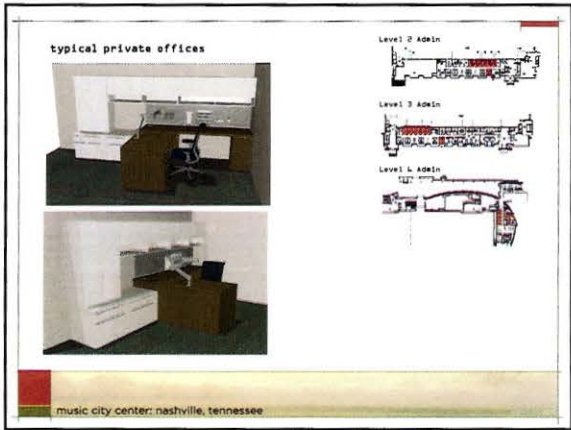 typical private offices
Level 2 Admin
Level 3 Admin
Level 4 Admin
music city center: nashville, tennessee